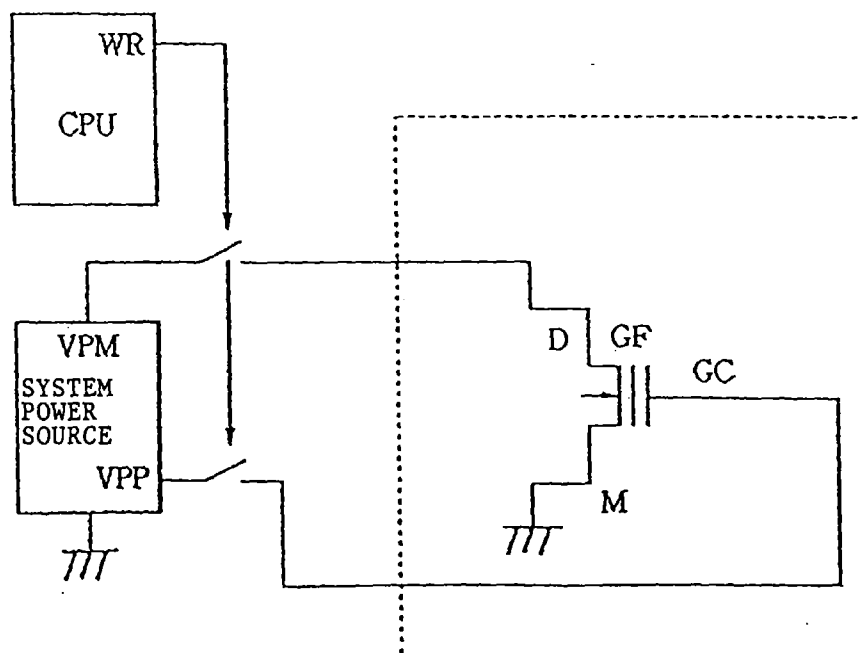 WR
CPU
VPM
SYSTEM
POWER
SOURCE
VPP
D
GF
GC
M